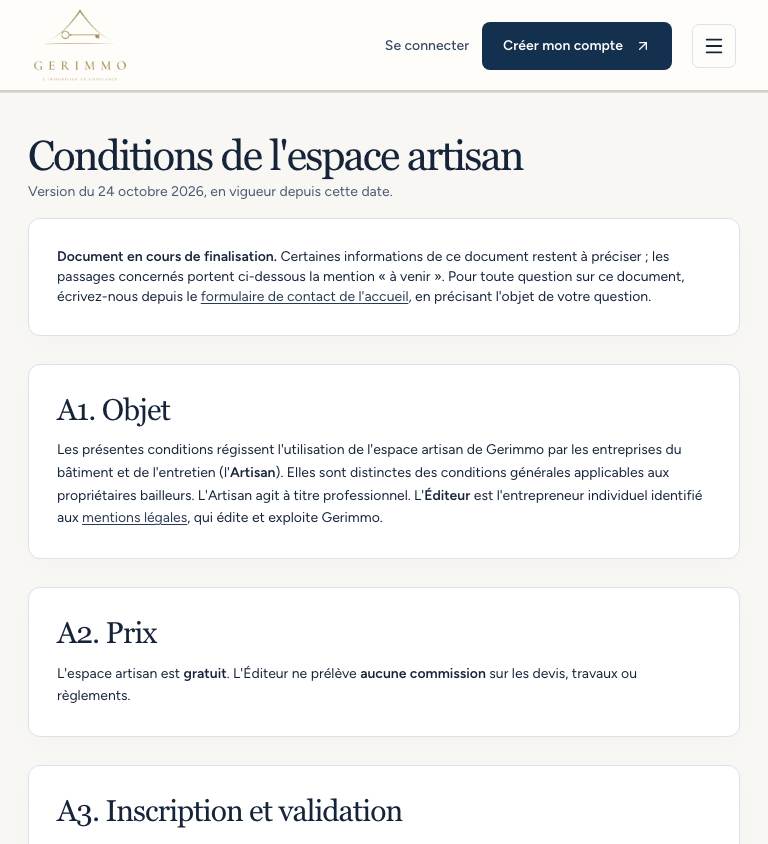 GERIMMO
Se connecter
Créer mon compte
Conditions de l'espace artisan
Version du 24 octobre 2026, en vigueur depuis cette date.
Document en cours de finalisation. Certaines informations de ce document restent à préciser ; les
passages concernés portent ci-dessous la mention « à venir ». Pour toute question sur ce document,
écrivez-nous depuis le formulaire de contact de l'accueil, en précisant l'objet de votre question.
A1. Objet
Les présentes conditions régissent l'utilisation de l'espace artisan de Gerimmo par les entreprises du
bâtiment et de l'entretien (l'Artisan). Elles sont distinctes des conditions générales applicables aux
propriétaires bailleurs. L'Artisan agit à titre professionnel. L'Éditeur est l'entrepreneur individuel identifié
aux mentions légales, qui édite et exploite Gerimmo.
A2. Prix
L'espace artisan est gratuit. L'Éditeur ne prélève aucune commission sur les devis, travaux ou
règlements.
A3. Inscription et validation